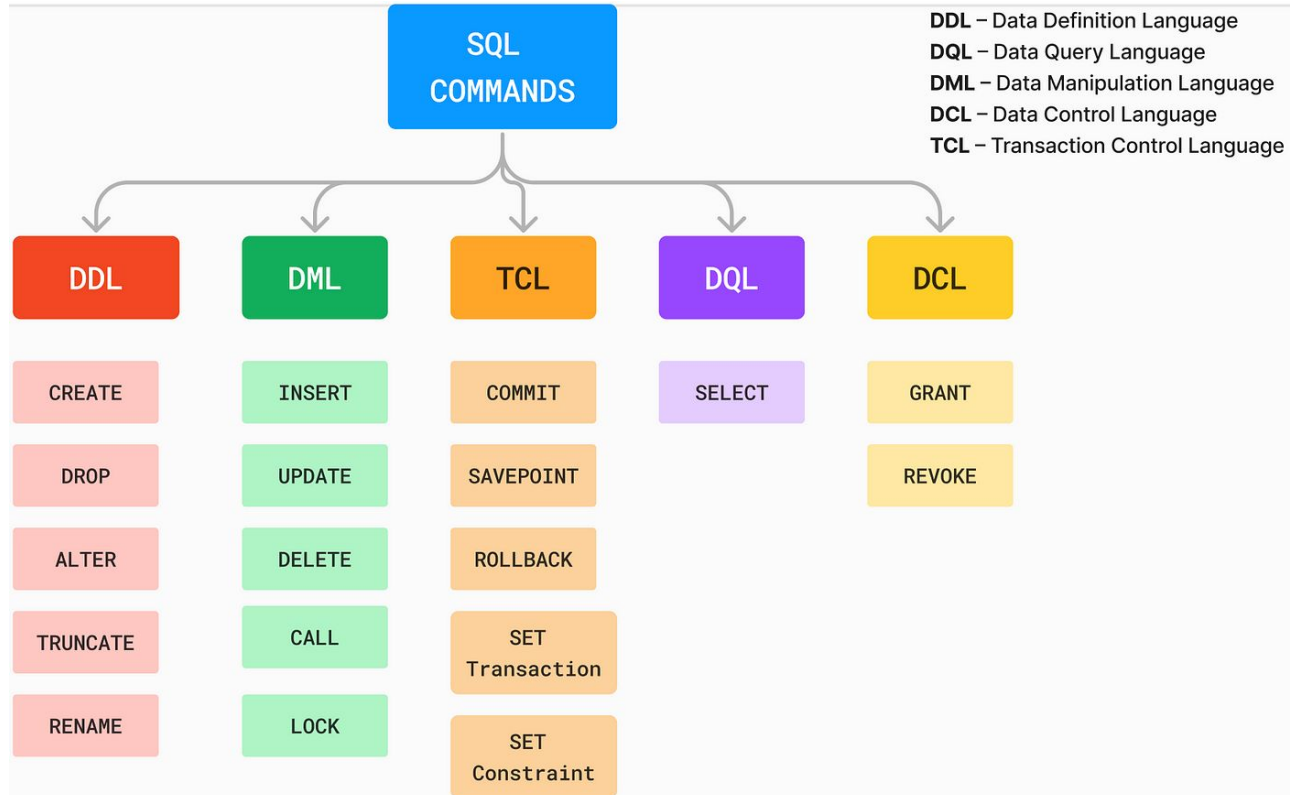 SQL
COMMANDS
DDL – Data Definition Language
DQL – Data Query Language
DML – Data Manipulation Language
DCL – Data Control Language
TCL – Transaction Control Language
DDL
DML
TCL
DQL
DCL
CREATE
INSERT
COMMIT
SELECT
GRANT
DROP
UPDATE
SAVEPOINT
REVOKE
ALTER
DELETE
ROLLBACK
TRUNCATE
CALL
SET
Transaction
RENAME
LOCK
SET
Constraint